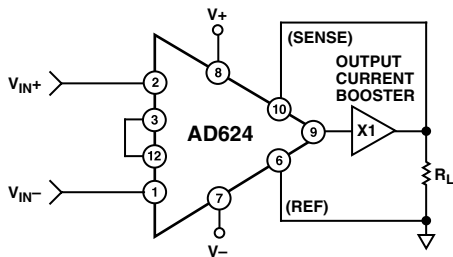 V+
(SENSE)
OUTPUT
CURRENT
BOOSTER
VIN+
2
8
10
3
AD624
9
X1
12
6
RL
VIN–
1
7
(REF)
V–